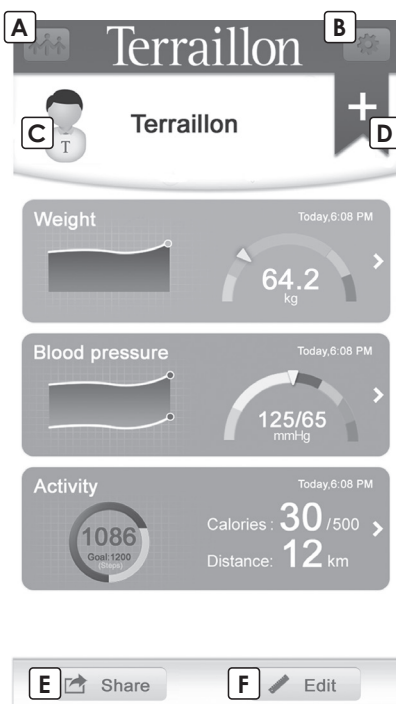 A
Terraillon
B
C
T
Terraillon
+
D
Weight
Today,6:08 PM
64.2
kg
Blood pressure
Today,6:08 PM
125/65
mmHg
Activity
Today,6:08 PM
1086
Goal:1200
(Steps)
Calories : 30 /500
Distance: 12 km
E Share
F Edit